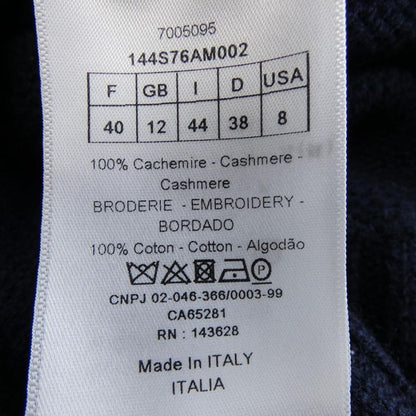 7005095
144S76AM002
F GB I D USA
40 12 44 38 8
100% Cachemire - Cashmere -
Cashmere
BRODERIE - EMBROIDERY -
BORDADO
100% Coton - Cotton - Algodão
P
CNPJ 02-046-366/0003-99
CA65281
RN : 143628
Made In ITALY
ITALIA